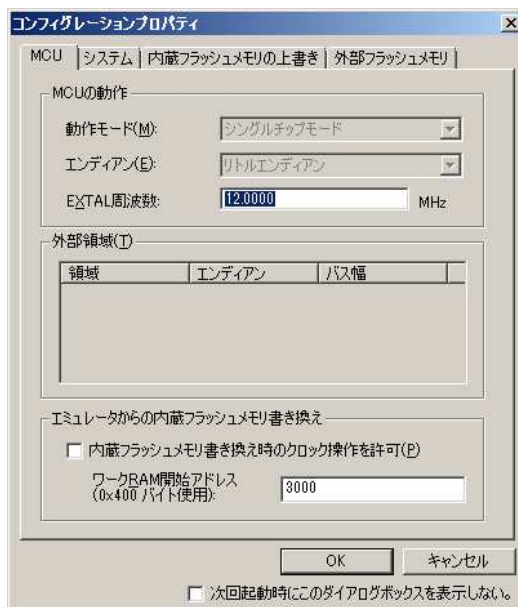 コンフィグレーションプロパティ
MCU システム 内蔵フラッシュメモリの上書き 外部フラッシュメモリ
MCUの動作
動作モード(M): シングルチップモード
エンディアン(E): リトルエンディアン
EXTAL周波数: 12.0000 MHz
外部領域(T)
領域 エンディアン バス幅
エミュレータからの内蔵フラッシュメモリ書き換え
内蔵フラッシュメモリ書き換え時のクロック操作を許可(P)
ワークRAM開始アドレス
(0x400 バイト使用): 3000
OK キャンセル
次回起動時にこのダイアログボックスを表示しない。